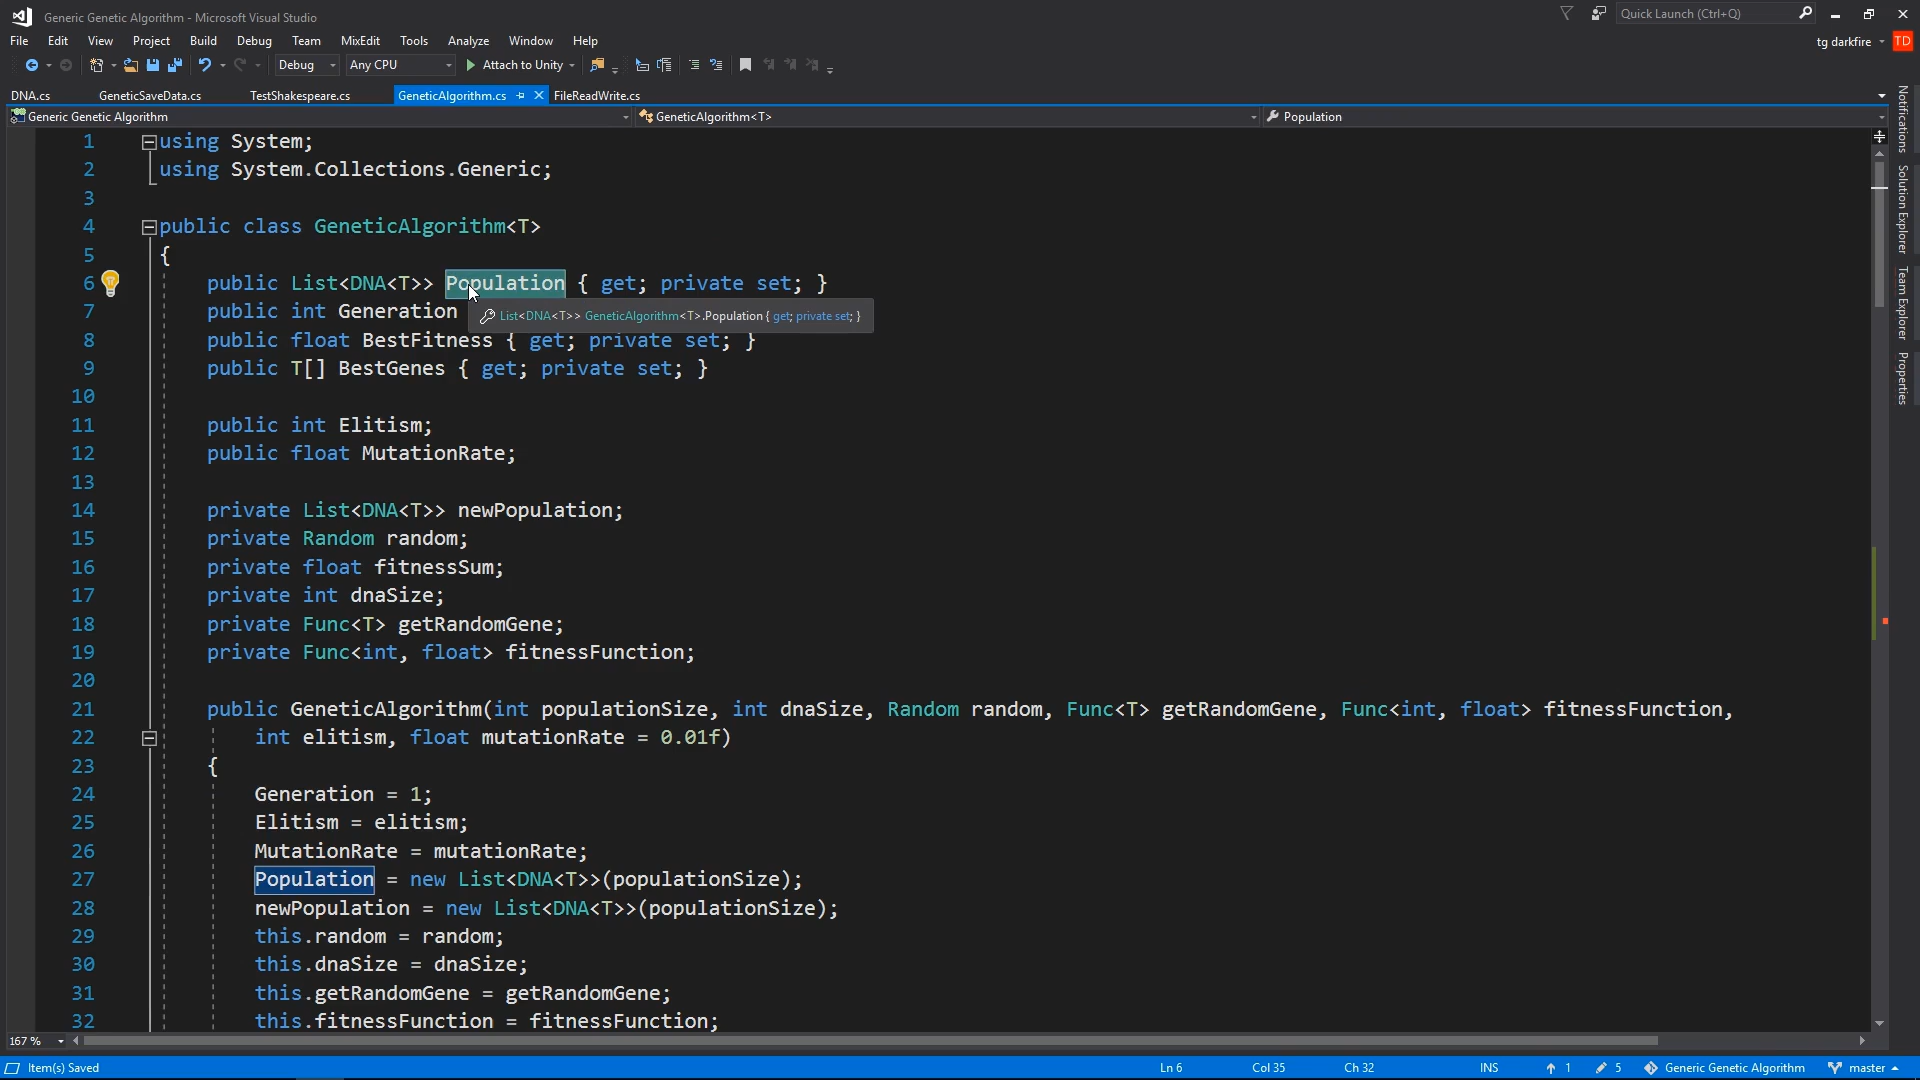 Generic Genetic Algorithm - Microsoft Visual Studio
Quick Launch (Ctrl+Q)
File Edit View Project Build Debug Team MixEdit Tools Analyze Window Help
tg darkfire TD
Debug Any CPU Attach to Unity
DNA.cs GeneticSaveData.cs TestShakespeare.cs GeneticAlgorithm.cs FileReadWrite.cs
Generic Genetic Algorithm GeneticAlgorithm<T> Population
1 using System;
2 using System.Collections.Generic;
3
4 public class GeneticAlgorithm<T>
5 {
6 public List<DNA<T>> Population { get; private set; }
7 public int Generation
List<DNA<T>> GeneticAlgorithm<T>.Population { get; private set; }
8 public float BestFitness { get; private set; }
9 public T[] BestGenes { get; private set; }
10
11 public int Elitism;
12 public float MutationRate;
13
14 private List<DNA<T>> newPopulation;
15 private Random random;
16 private float fitnessSum;
17 private int dnaSize;
18 private Func<T> getRandomGene;
19 private Func<int, float> fitnessFunction;
20
21 public GeneticAlgorithm(int populationSize, int dnaSize, Random random, Func<T> getRandomGene, Func<int, float> fitnessFunction,
22 int elitism, float mutationRate = 0.01f)
23 {
24 Generation = 1;
25 Elitism = elitism;
26 MutationRate = mutationRate;
27 Population = new List<DNA<T>>(populationSize);
28 newPopulation = new List<DNA<T>>(populationSize);
29 this.random = random;
30 this.dnaSize = dnaSize;
31 this.getRandomGene = getRandomGene;
32 this.fitnessFunction = fitnessFunction;
Notifications
Solution Explorer
Team Explorer
Properties
167 %
Item(s) Saved Ln 6 Col 35 Ch 32 INS 1 5 Generic Genetic Algorithm master